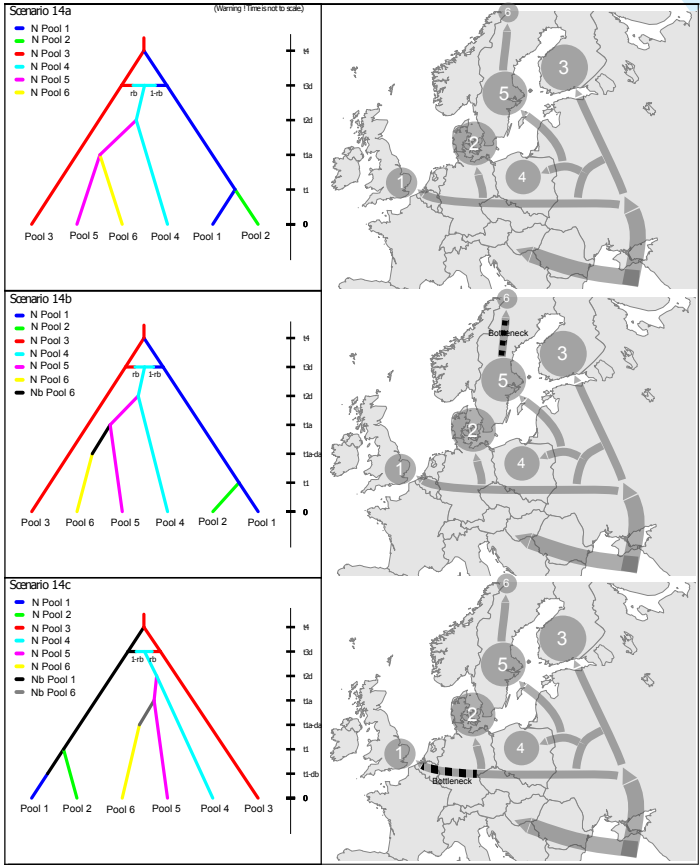 Scenario 14a
(Warning ! Time is not to scale.)
N Pool 1
N Pool 2
N Pool 3
N Pool 4
N Pool 5
N Pool 6
t4
t3d
rb 1-rb
t2d
t1a
t1
0
Pool 3 Pool 5 Pool 6 Pool 4 Pool 1 Pool 2
6
3
5
2
1
4
Scenario 14b
N Pool 1
N Pool 2
N Pool 3
N Pool 4
N Pool 5
N Pool 6
Nb Pool 6
t4
t3d
rb 1-rb
t2d
t1a
t1a-da
t1
0
Pool 3 Pool 6 Pool 5 Pool 4 Pool 2 Pool 1
6
Bottleneck
3
5
2
1
4
Scenario 14c
N Pool 1
N Pool 2
N Pool 3
N Pool 4
N Pool 5
N Pool 6
Nb Pool 1
Nb Pool 6
t4
t3d
1-rb rb
t2d
t1a
t1a-da
t1
t1-db
0
Pool 1 Pool 2 Pool 6 Pool 5 Pool 4 Pool 3
6
3
5
2
1
4
Bottleneck